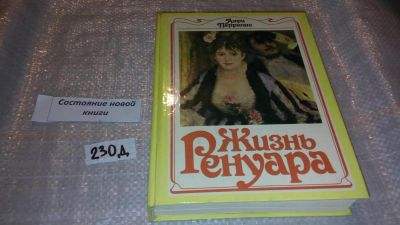 Анри
Перрюшо
Жизнь
Ренуара
Состояние новой
книги
230д